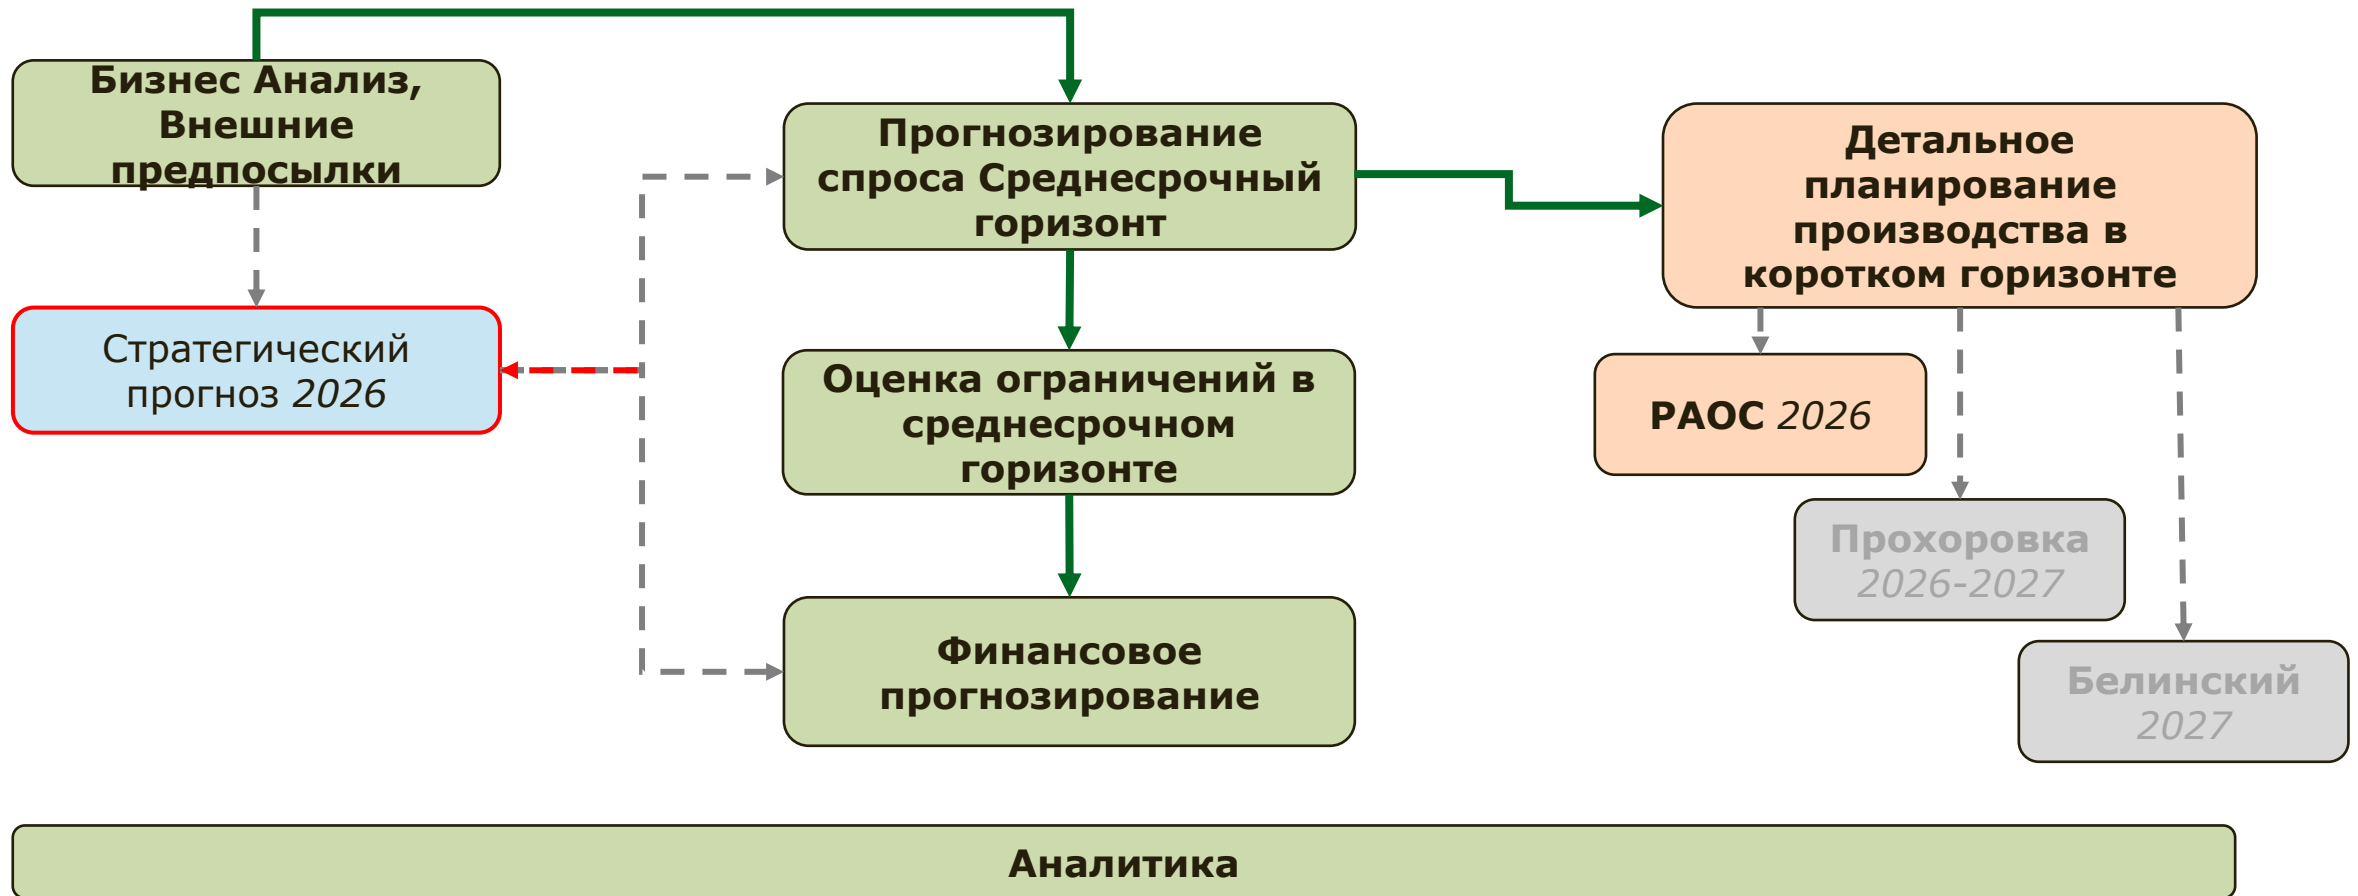 Бизнес Анализ,
Внешние
предпосылки
Стратегический
прогноз 2026
Прогнозирование
спроса Среднесрочный
горизонт
Оценка ограничений в
среднесрочном
горизонте
Финансовое
прогнозирование
Детальное
планирование
производства в
коротком горизонте
РАОС 2026
Прохоровка
2026-2027
Белинский
2027
Аналитика